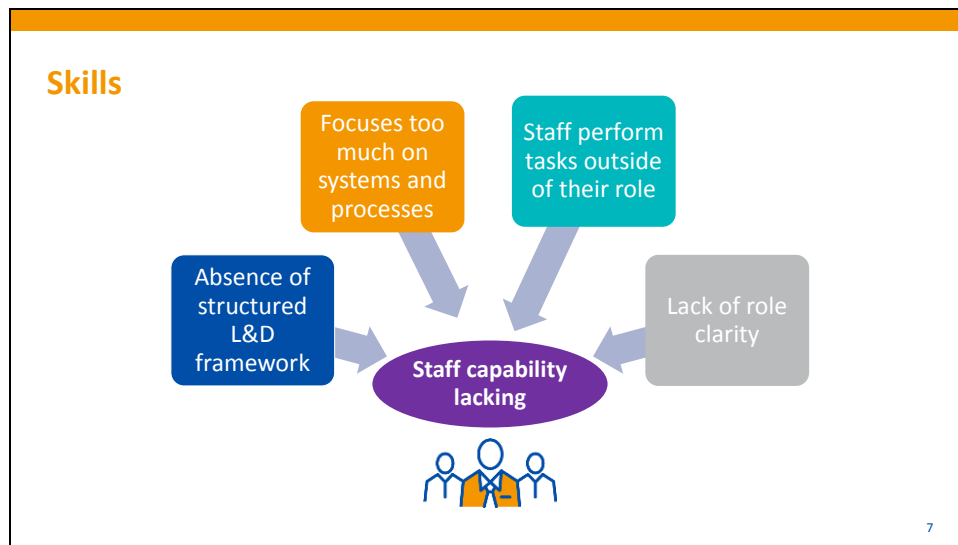 Skills
Focuses too
much on
systems and
processes
Staff perform
tasks outside
of their role
Absence of
structured
L&D
framework
Lack of role
clarity
Staff capability
lacking
7